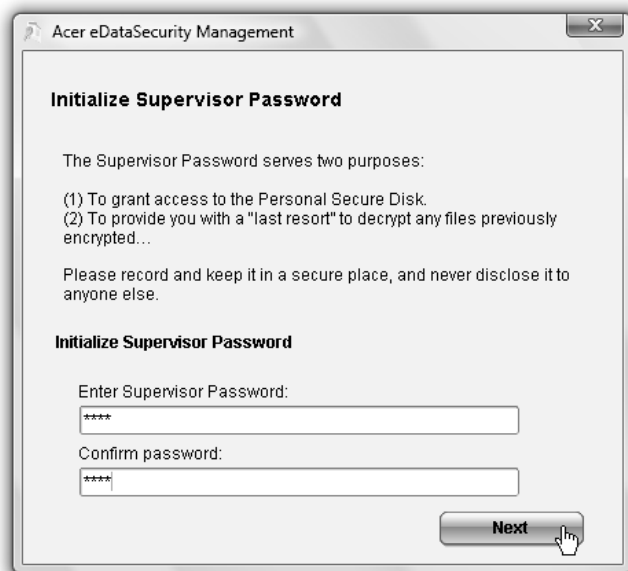 Acer eDataSecurity Management
X
Initialize Supervisor Password
The Supervisor Password serves two purposes:
(1) To grant access to the Personal Secure Disk.
(2) To provide you with a "last resort" to decrypt any files previously
encrypted...
Please record and keep it in a secure place, and never disclose it to
anyone else.
Initialize Supervisor Password
Enter Supervisor Password:
****
Confirm password:
****
Next